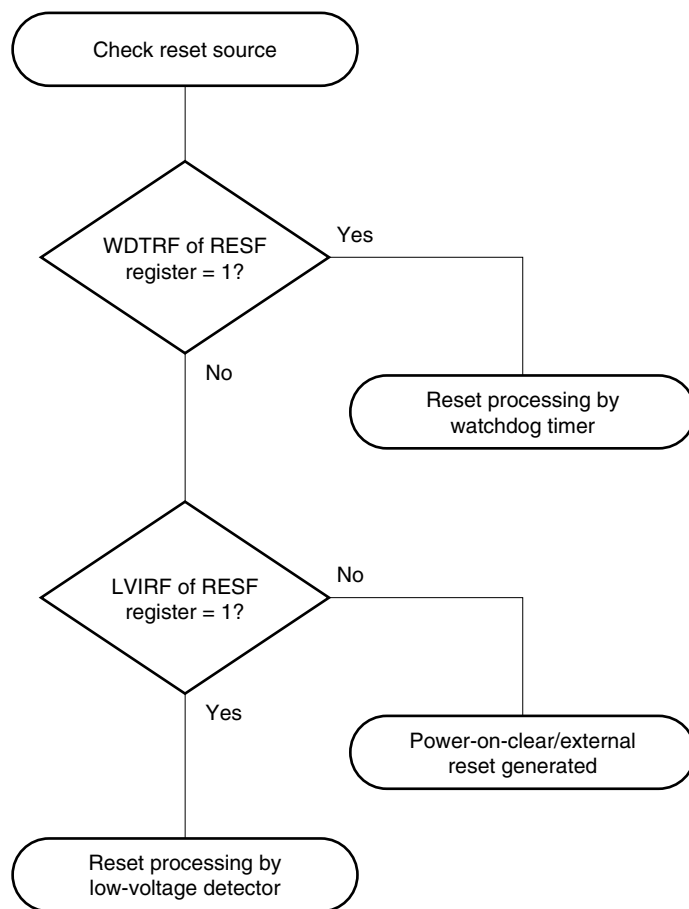 Check reset source
WDTRF of RESF
register = 1?
Yes
No
Reset processing by
watchdog timer
LVIRF of RESF
register = 1?
No
Yes
Power-on-clear/external
reset generated
Reset processing by
low-voltage detector